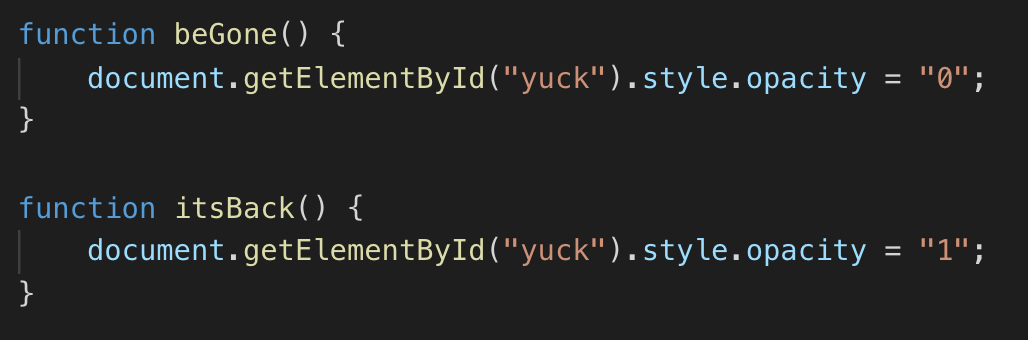 function beGone() {
    document.getElementById("yuck").style.opacity = "0";
}

function itsBack() {
    document.getElementById("yuck").style.opacity = "1";
}